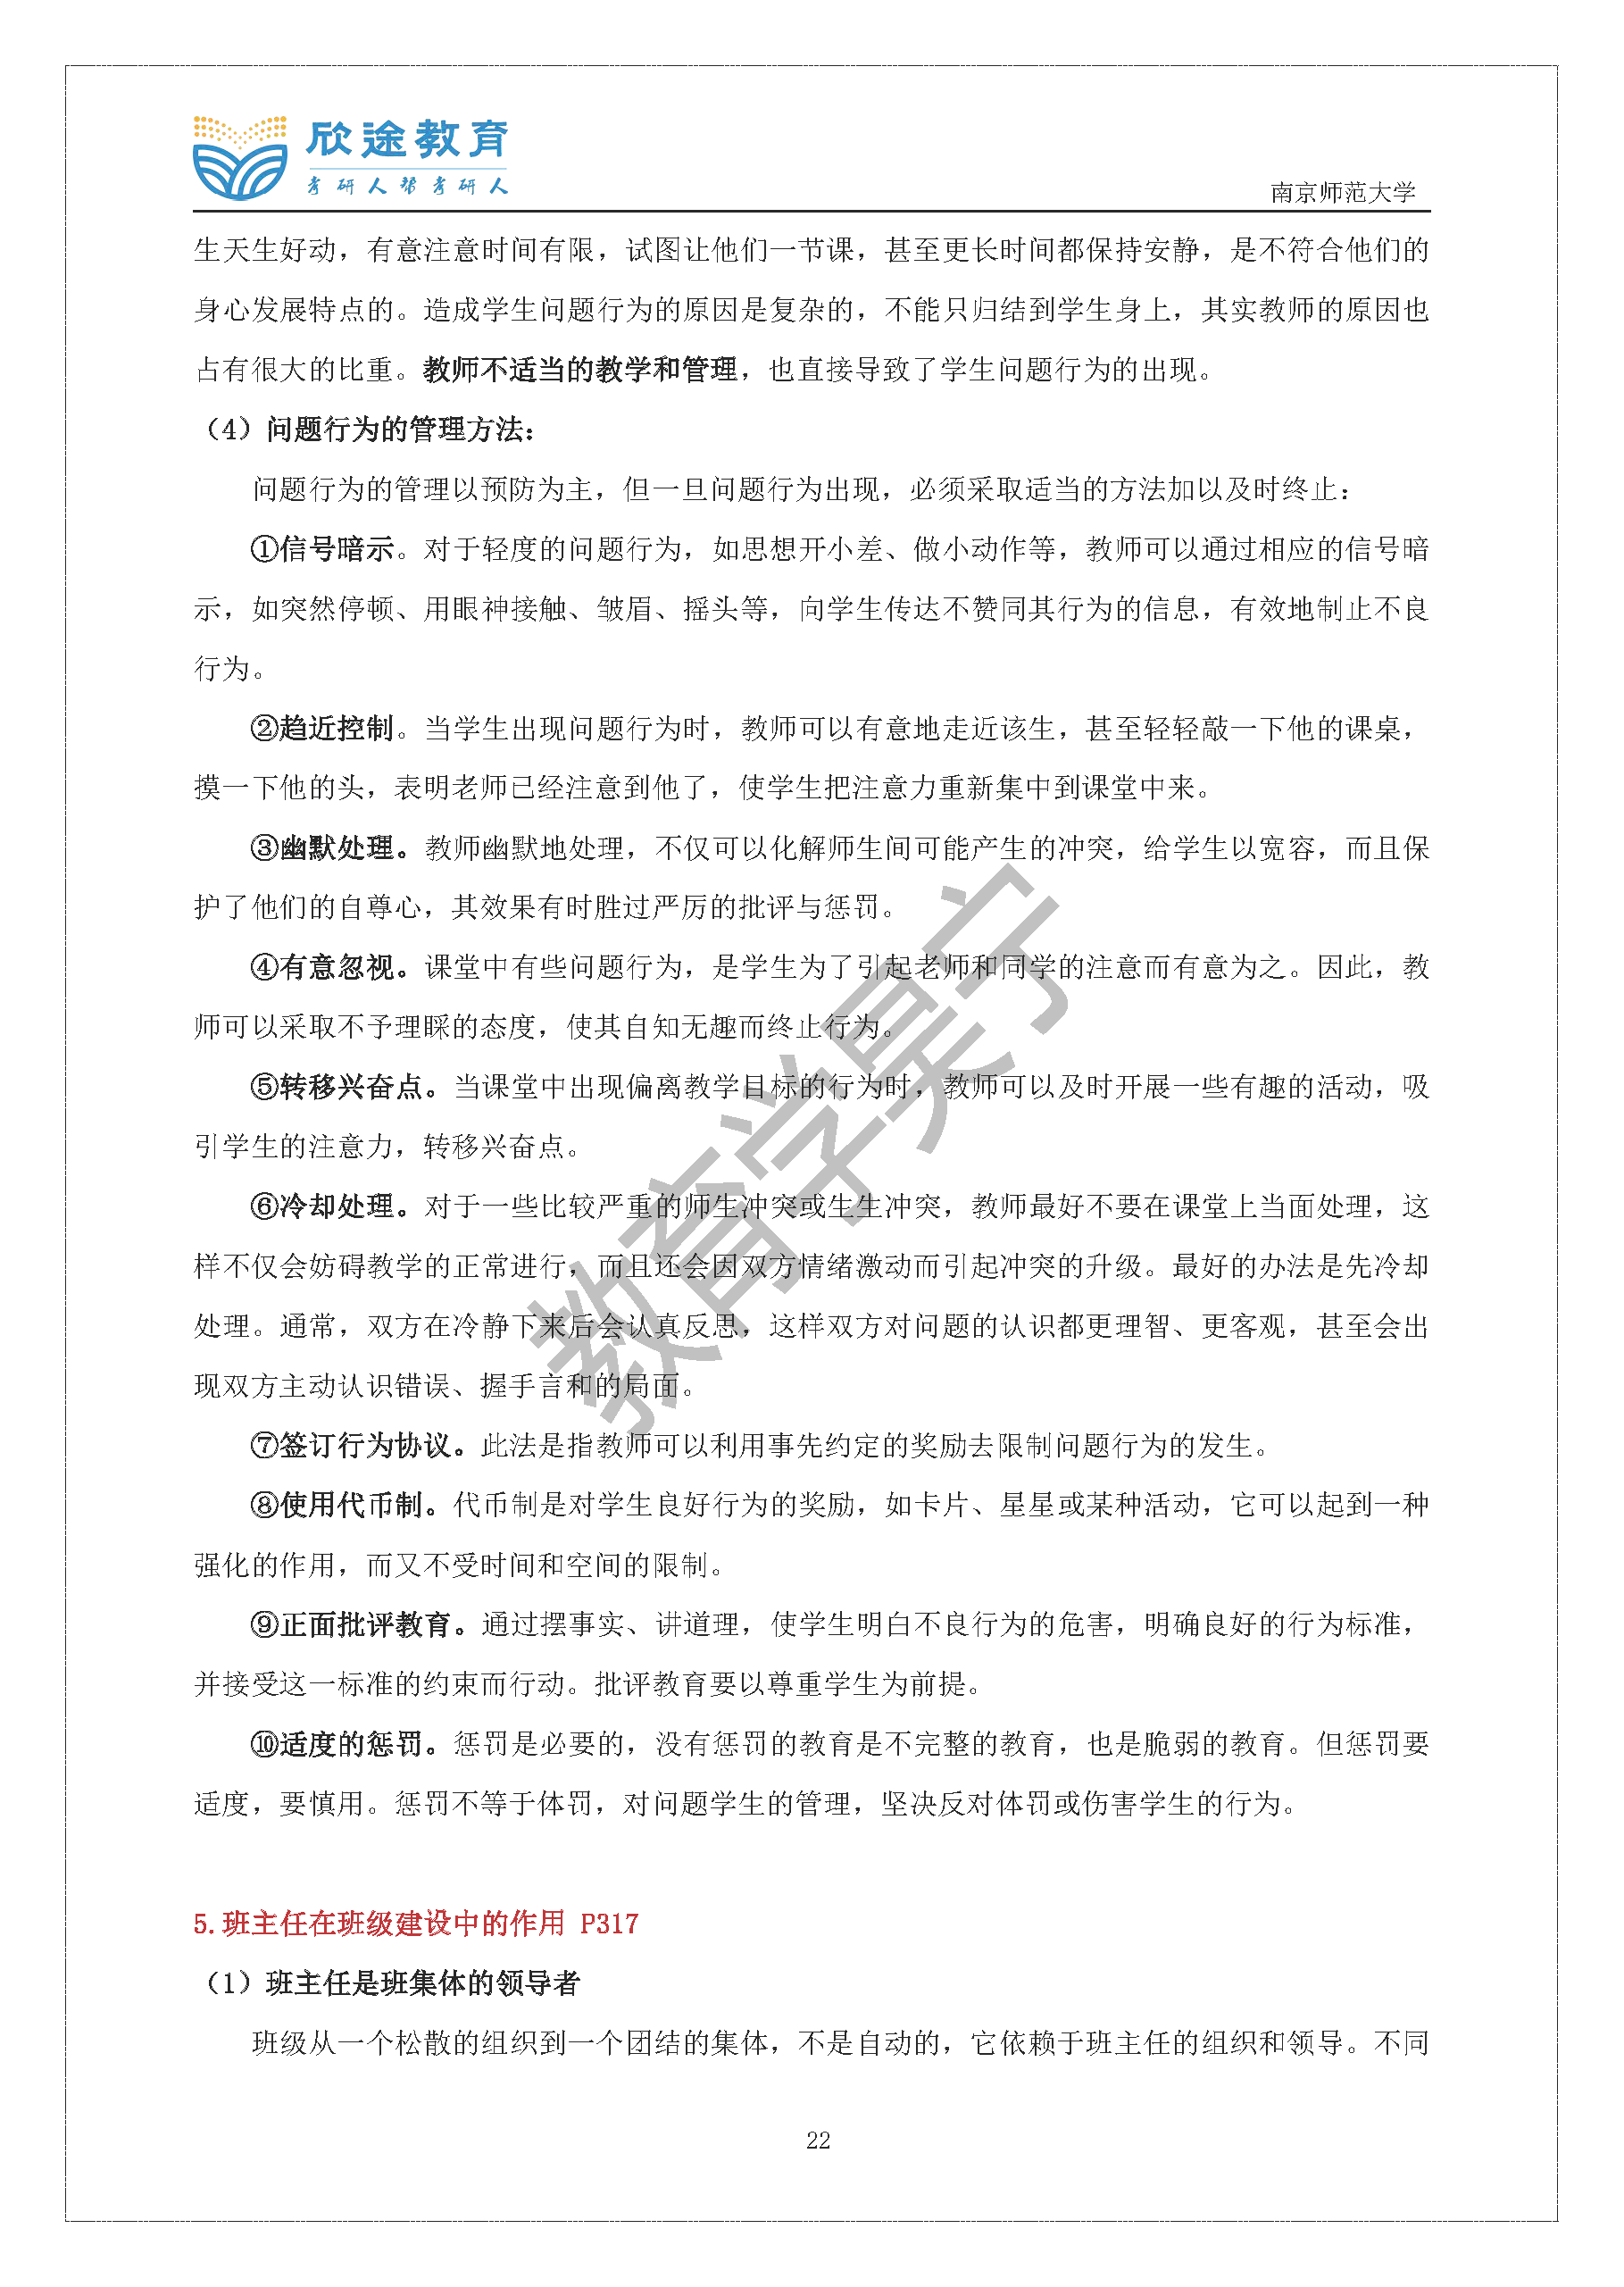 欣途教育
考研人帮考研人
南京师范大学
生天生好动，有意注意时间有限，试图让他们一节课，甚至更长时间都保持安静，是不符合他们的
身心发展特点的。造成学生问题行为的原因是复杂的，不能只归结到学生身上，其实教师的原因也
占有很大的比重。教师不适当的教学和管理，也直接导致了学生问题行为的出现。
（4）问题行为的管理方法：
问题行为的管理以预防为主，但一旦问题行为出现，必须采取适当的方法加以及时终止：
①信号暗示。对于轻度的问题行为，如思想开小差、做小动作等，教师可以通过相应的信号暗
示，如突然停顿、用眼神接触、皱眉、摇头等，向学生传达不赞同其行为的信息，有效地制止不良
行为。
②趋近控制。当学生出现问题行为时，教师可以有意地走近该生，甚至轻轻敲一下他的课桌，
摸一下他的头，表明老师已经注意到他了，使学生把注意力重新集中到课堂中来。
③幽默处理。教师幽默地处理，不仅可以化解师生间可能产生的冲突，给学生以宽容，而且保
护了他们的自尊心，其效果有时胜过严厉的批评与惩罚。
④有意忽视。课堂中有些问题行为，是学生为了引起老师和同学的注意而有意为之。因此，教
师可以采取不予理睬的态度，使其自知无趣而终止行为。
⑤转移兴奋点。当课堂中出现偏离教学目标的行为时，教师可以及时开展一些有趣的活动，吸
引学生的注意力，转移兴奋点。
⑥冷却处理。对于一些比较严重的师生冲突或生生冲突，教师最好不要在课堂上当面处理，这
样不仅会妨碍教学的正常进行，而且还会因双方情绪激动而引起冲突的升级。最好的办法是先冷却
处理。通常，双方在冷静下来后会认真反思，这样双方对问题的认识都更理智、更客观，甚至会出
现双方主动认识错误、握手言和的局面。
⑦签订行为协议。此法是指教师可以利用事先约定的奖励去限制问题行为的发生。
⑧使用代币制。代币制是对学生良好行为的奖励，如卡片、星星或某种活动，它可以起到一种
强化的作用，而又不受时间和空间的限制。
⑨正面批评教育。通过摆事实、讲道理，使学生明白不良行为的危害，明确良好的行为标准，
并接受这一标准的约束而行动。批评教育要以尊重学生为前提。
⑩适度的惩罚。惩罚是必要的，没有惩罚的教育是不完整的教育，也是脆弱的教育。但惩罚要
适度，要慎用。惩罚不等于体罚，对问题学生的管理，坚决反对体罚或伤害学生的行为。
5.班主任在班级建设中的作用 P317
（1）班主任是班集体的领导者
班级从一个松散的组织到一个团结的集体，不是自动的，它依赖于班主任的组织和领导。不同
22
教育学昊宁